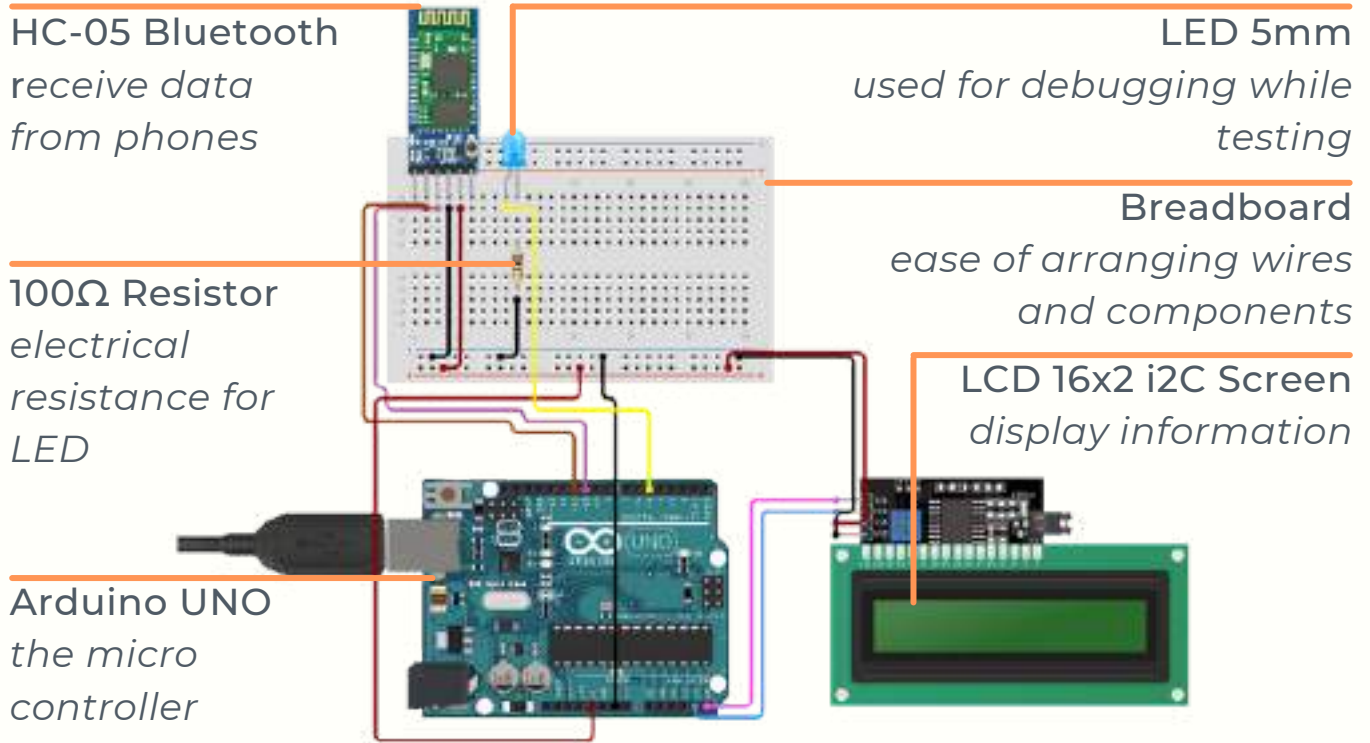 HC-05 Bluetooth
receive data
from phones
LED 5mm
used for debugging while
testing
Breadboard
ease of arranging wires
and components
100Ω Resistor
electrical
resistance for
LED
LCD 16x2 i2C Screen
display information
Arduino UNO
the micro
controller
UNO